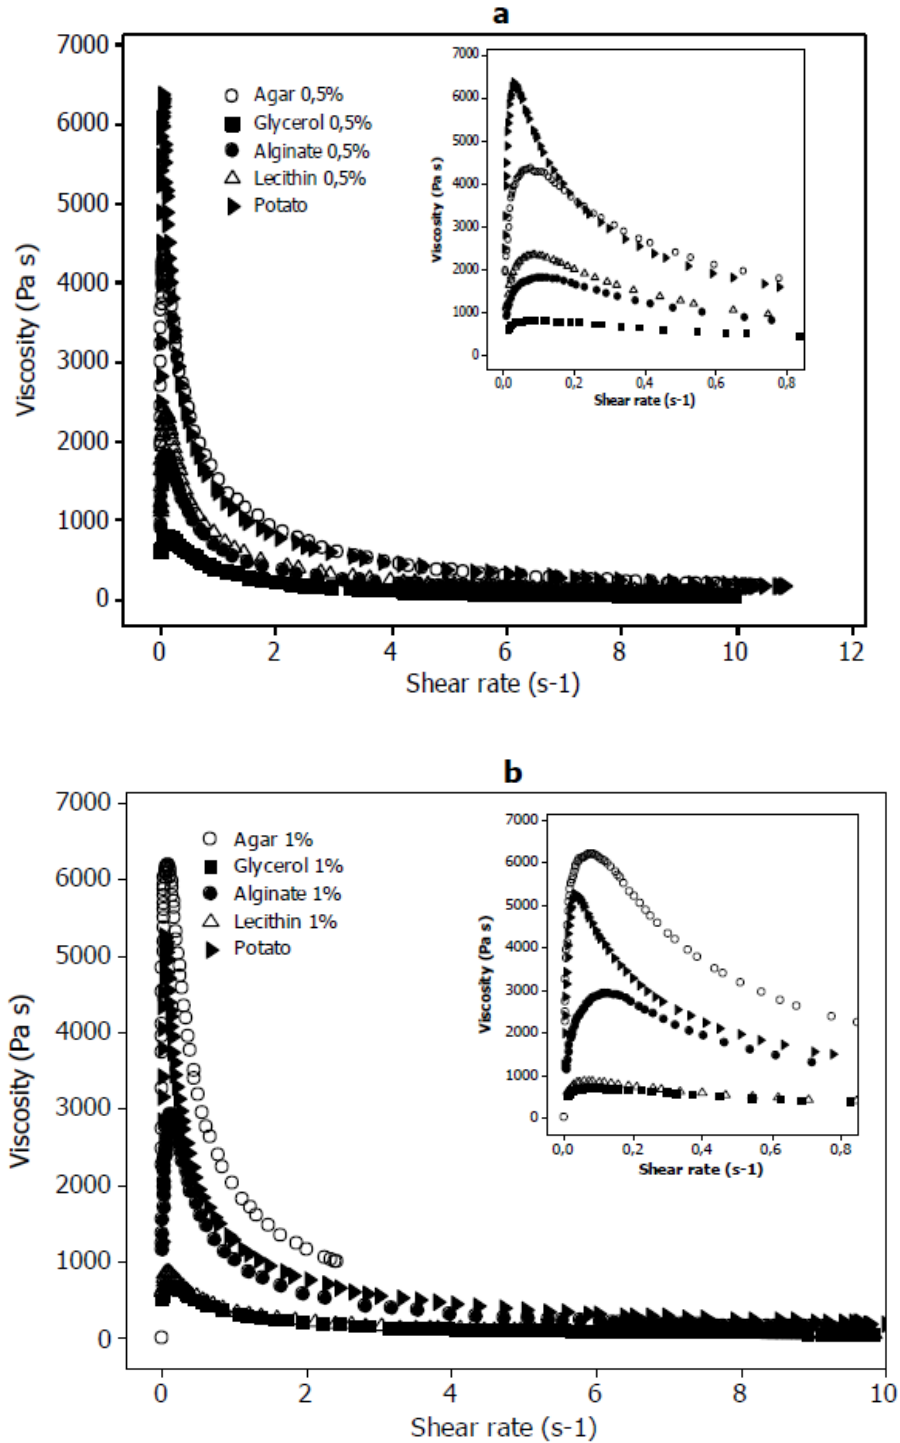 a
7000
6000
5000
4000
3000
2000
1000
0
Viscosity (Pa s)
Agar 0,5%
Glycerol 0,5%
Alginate 0,5%
Lecithin 0,5%
Potato
7000
6000
5000
4000
3000
2000
1000
0
Viscosity (Pa s)
0,0 0,2 0,4 0,6 0,8
Shear rate (s-1)
0 2 4 6 8 10 12
Shear rate (s-1)
b
7000
6000
5000
4000
3000
2000
1000
0
Viscosity (Pa s)
Agar 1%
Glycerol 1%
Alginate 1%
Lecithin 1%
Potato
7000
6000
5000
4000
3000
2000
1000
0
Viscosity (Pa s)
0,0 0,2 0,4 0,6 0,8
Shear rate (s-1)
0 2 4 6 8 10
Shear rate (s-1)